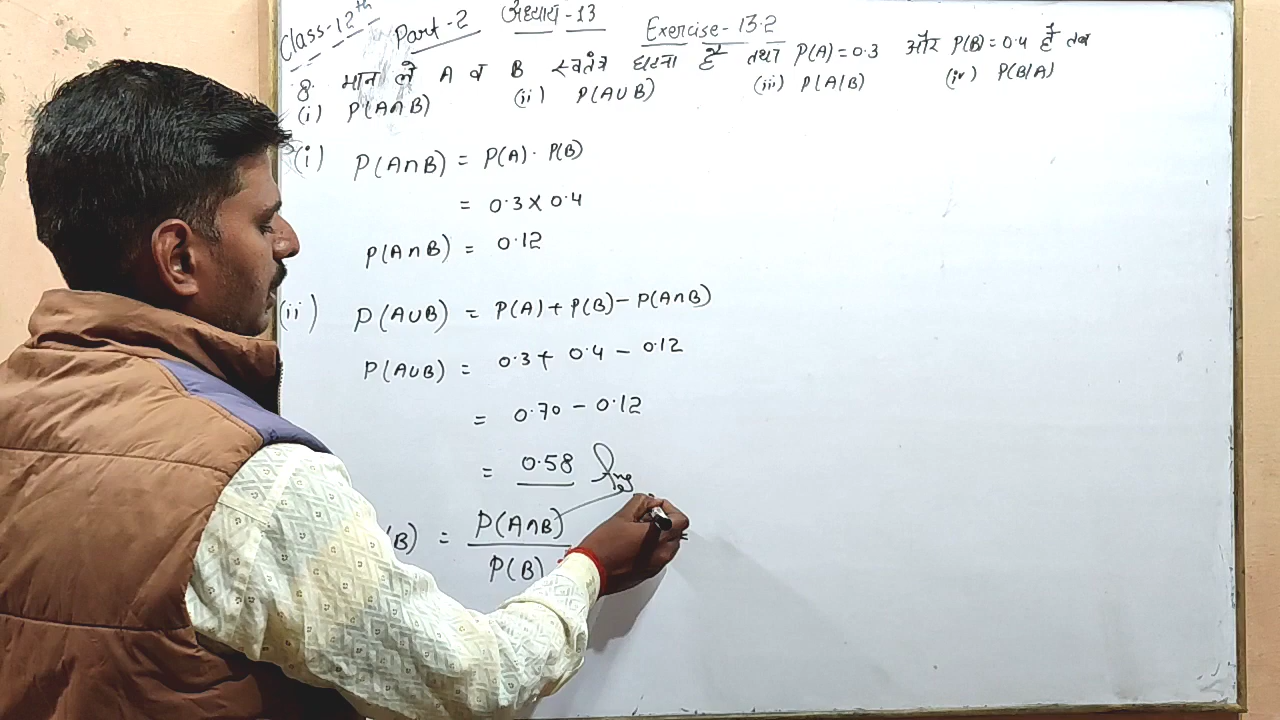 Class-12th Part-2 अध्याय-13 Exercise-13.2
8. मान लें A व B स्वतंत्र घटना हैं तथा P(A)=0.3 और P(B)=0.4 हैं तब
(i) P(A∩B) (ii) P(A∪B) (iii) P(A|B) (iv) P(B|A)
(i) P(A∩B) = P(A)· P(B)
= 0.3 × 0.4
P(A∩B) = 0.12
(ii) P(A∪B) = P(A)+P(B)-P(A∩B)
P(A∪B) = 0.3+ 0.4 - 0.12
= 0.70 - 0.12
= 0.58 Ans
B) = P(A∩B)
P(B)